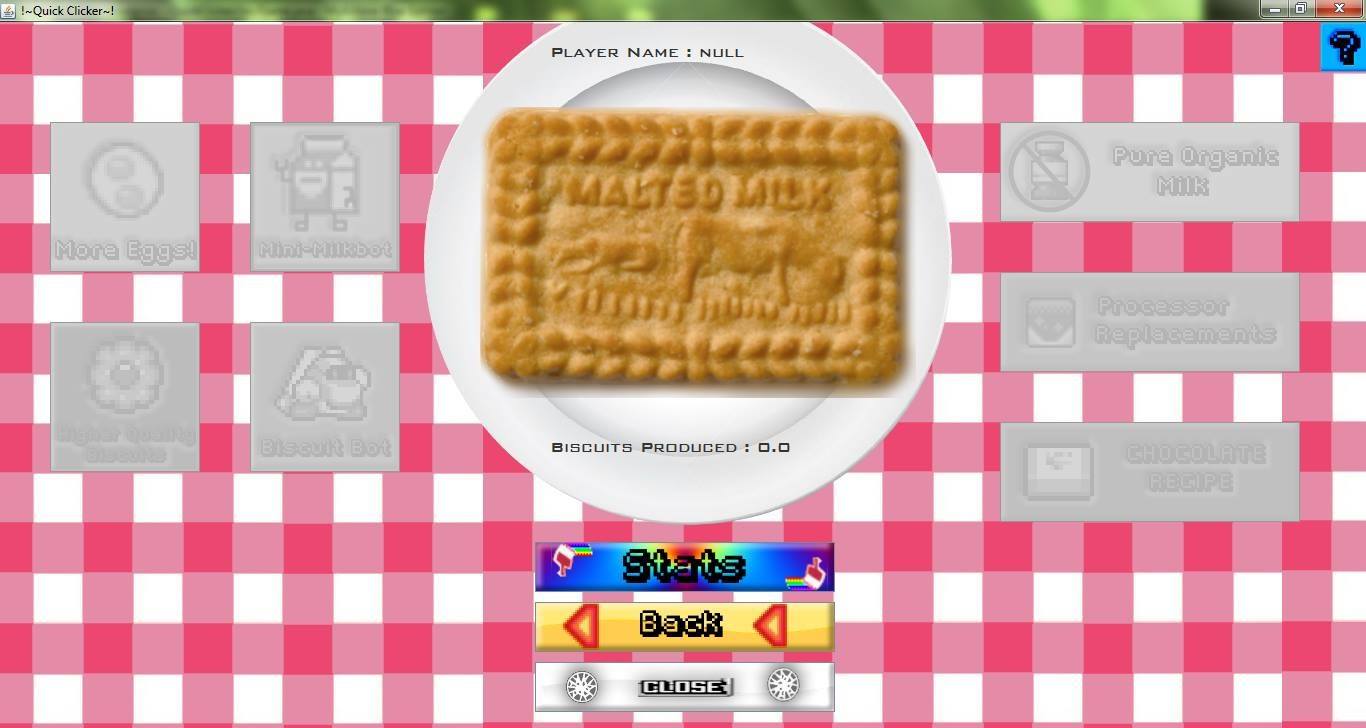 !~Quick Clicker~!
Player Name : null
?
MALTED MILK
More Eggs!
Mini-Milkbot
Pure Organic
Milk
Processor
Replacements
Higher Quality
Biscuits
Biscuit Bot
Biscuits Produced : 0.0
CHOCOLATE
RECIPE
Stats
Back
CLOSE